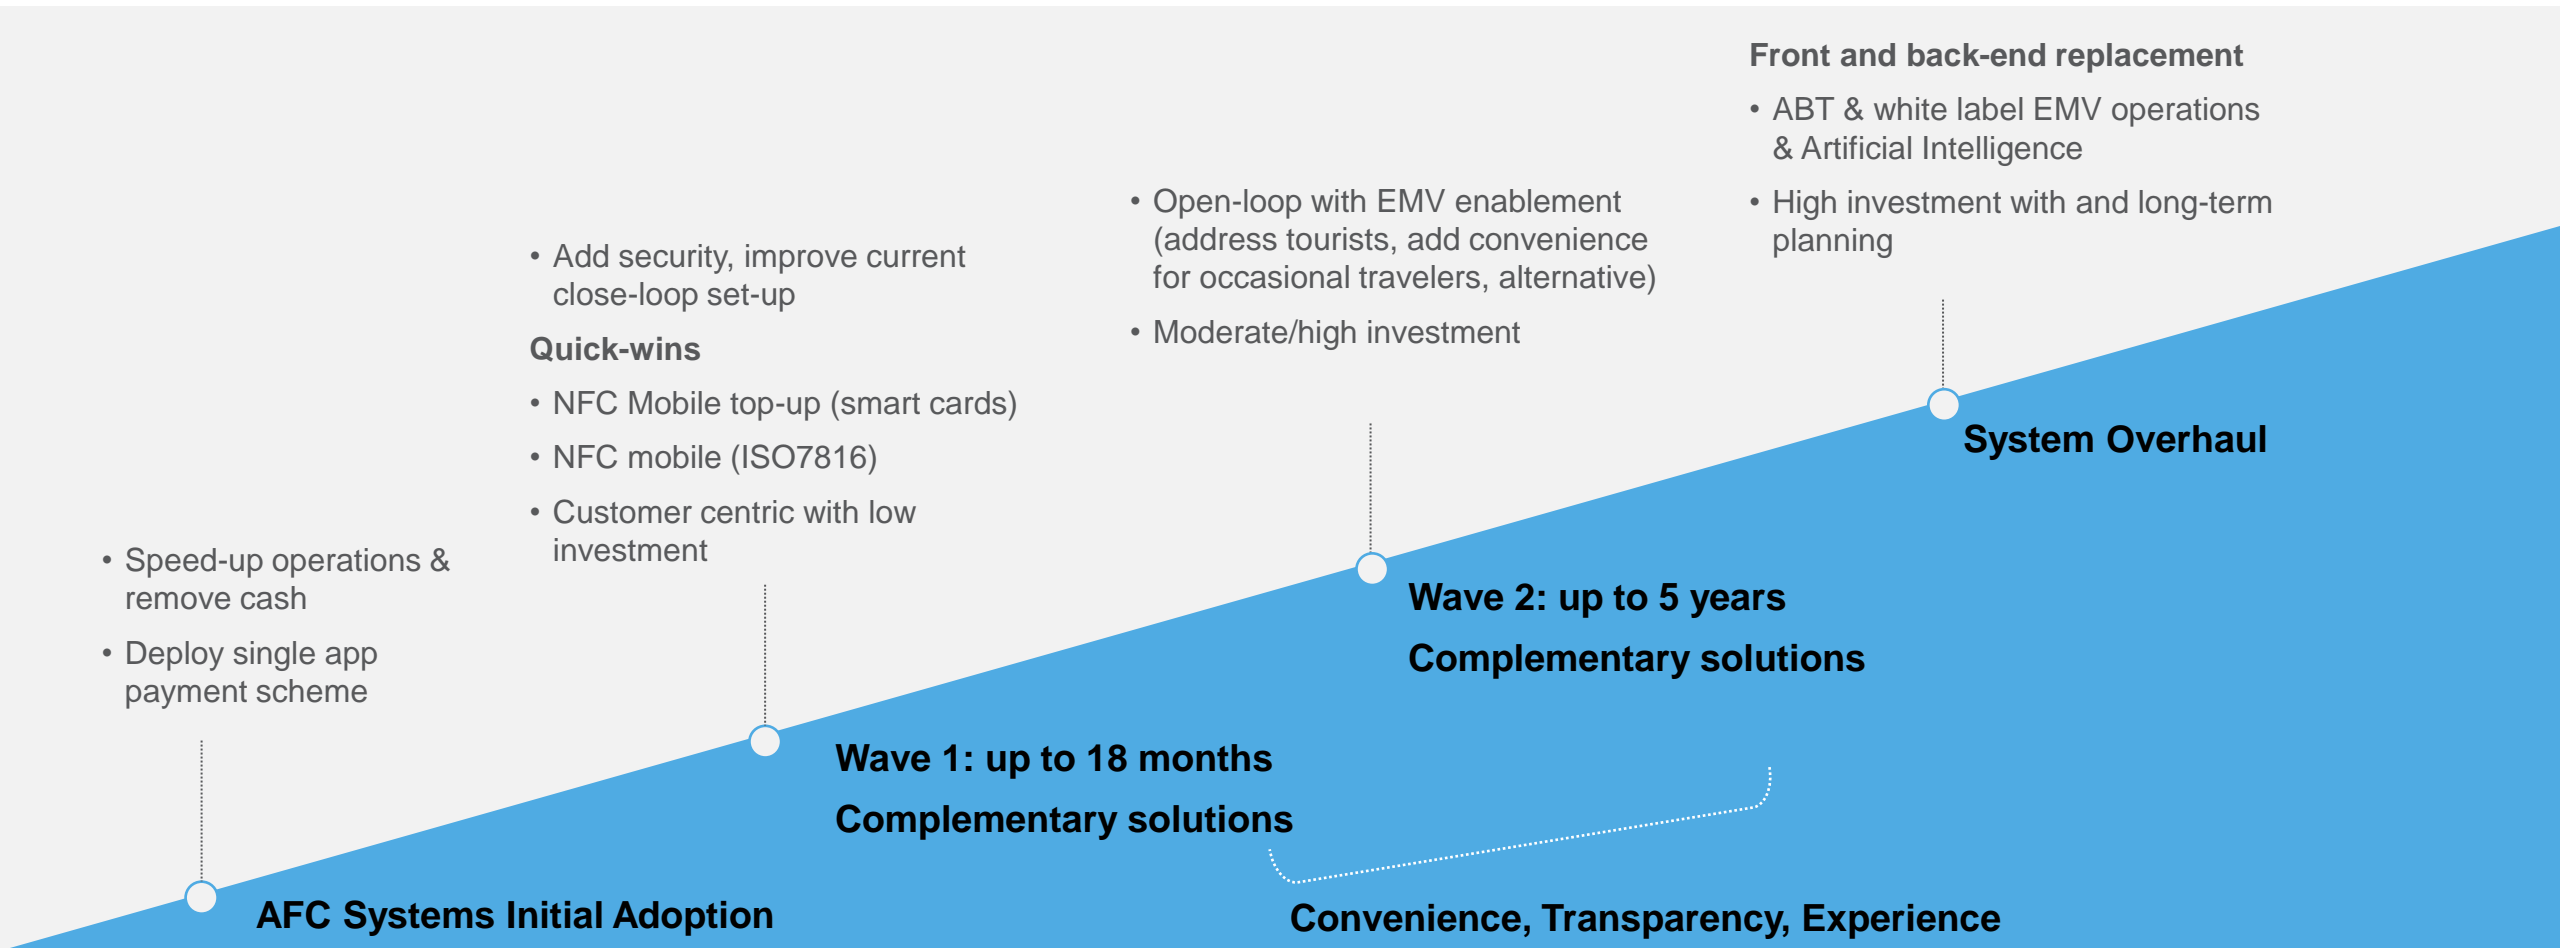 • Speed-up operations &
remove cash
• Deploy single app
payment scheme
AFC Systems Initial Adoption
• Add security, improve current
close-loop set-up
Quick-wins
• NFC Mobile top-up (smart cards)
• NFC mobile (ISO7816)
• Customer centric with low
investment
Wave 1: up to 18 months
Complementary solutions
• Open-loop with EMV enablement
(address tourists, add convenience
for occasional travelers, alternative)
• Moderate/high investment
Wave 2: up to 5 years
Complementary solutions
Convenience, Transparency, Experience
Front and back-end replacement
• ABT & white label EMV operations
& Artificial Intelligence
• High investment with and long-term
planning
System Overhaul